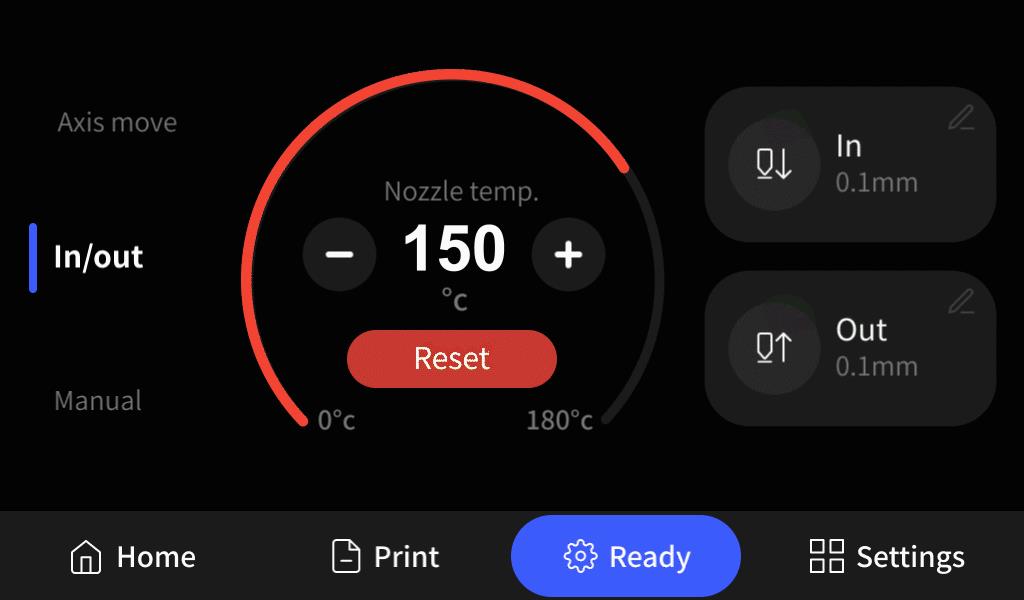 Axis move
In/out
Manual
Nozzle temp.
150
°c
Reset
0°c
180°c
In
0.1mm
Out
0.1mm
Home
Print
Ready
Settings